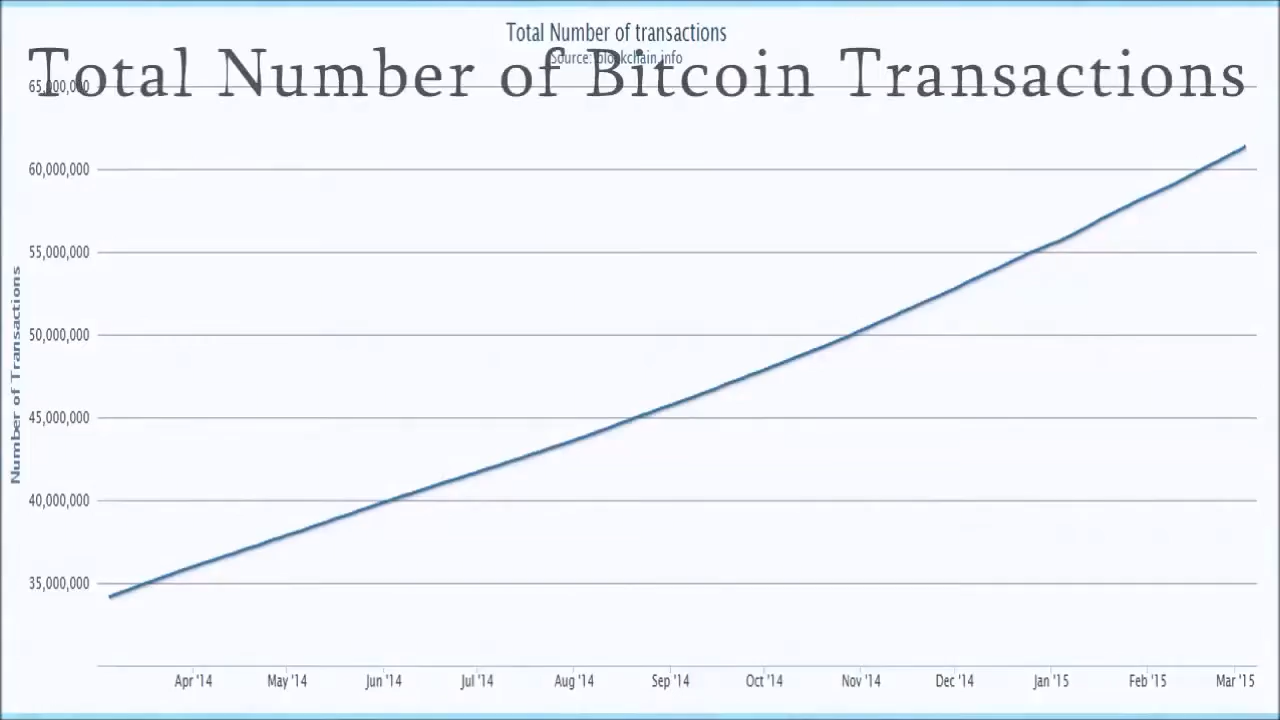 Total Number of transactions
Source: blockchain.info
Total Number of Bitcoin Transactions
65,000,000
60,000,000
55,000,000
50,000,000
45,000,000
40,000,000
35,000,000
Number of Transactions
Apr '14
May '14
Jun '14
Jul '14
Aug '14
Sep '14
Oct '14
Nov '14
Dec '14
Jan '15
Feb '15
Mar '15